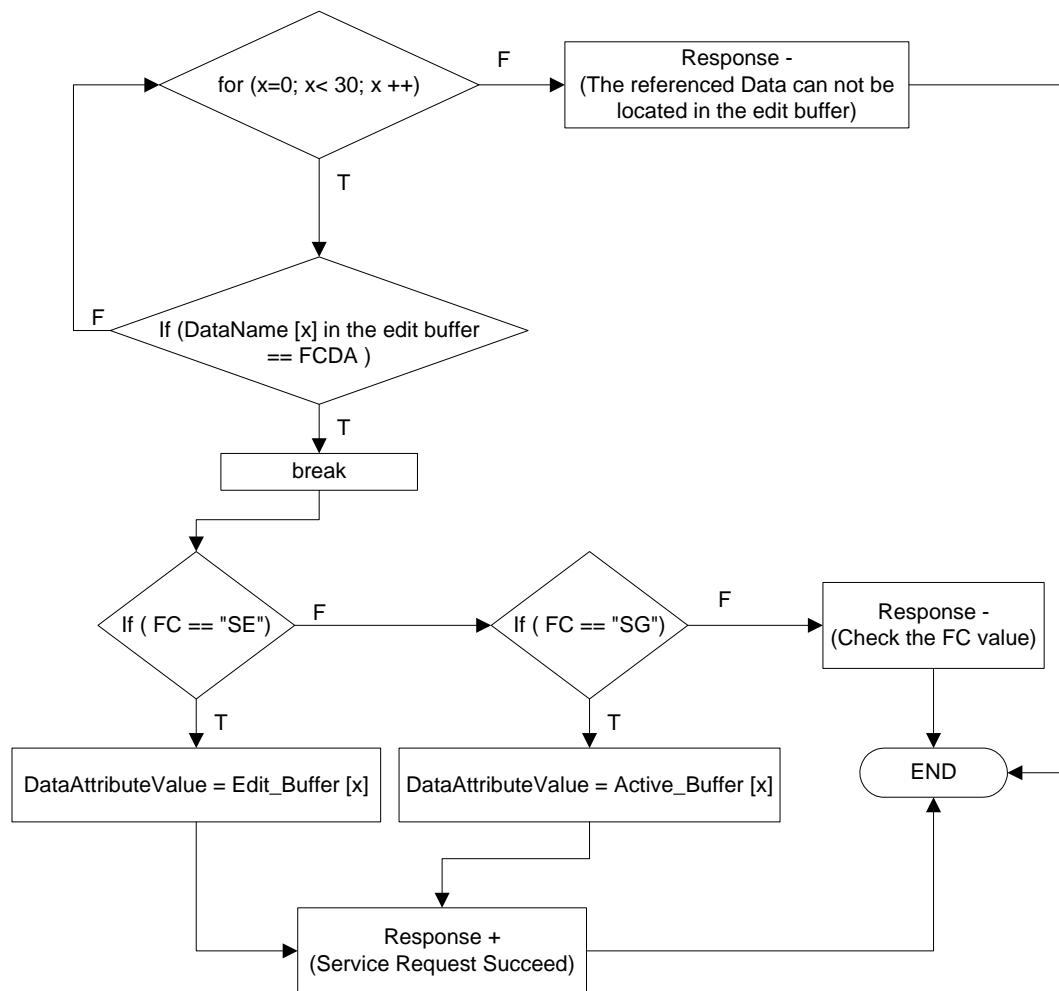 for (x=0; x< 30; x ++)
F
Response -
(The referenced Data can not be
located in the edit buffer)
T
F
If (DataName [x] in the edit buffer
== FCDA )
T
break
If ( FC == "SE")
F
If ( FC == "SG")
F
Response -
(Check the FC value)
T
T
DataAttributeValue = Edit_Buffer [x]
DataAttributeValue = Active_Buffer [x]
END
Response +
(Service Request Succeed)